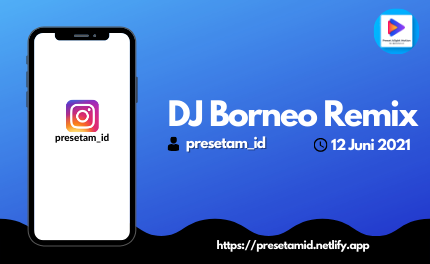 DJ Borneo Remix
presetam_id
12 Juni 2021
presetam_id
https://presetamid.netlify.app